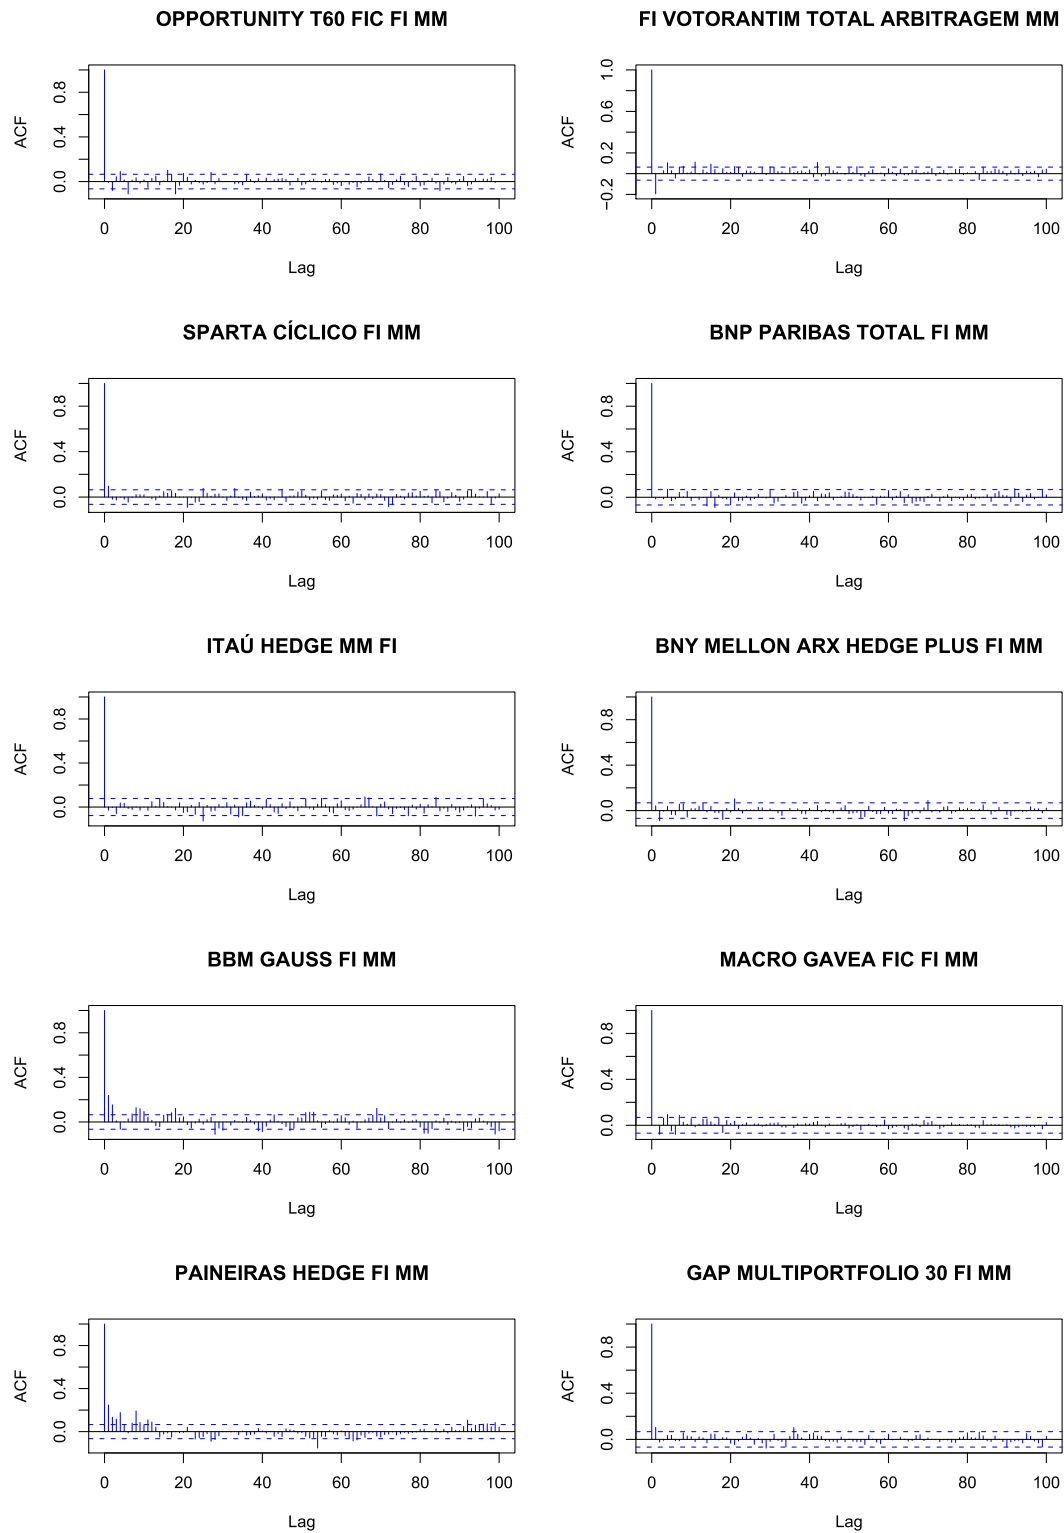 OPPORTUNITY T60 FIC FI MM
ACF
0.0 0.4 0.8
0 20 40 60 80 100
Lag
FI VOTORANTIM TOTAL ARBITRAGEM MM
ACF
−0.2 0.2 0.6 1.0
0 20 40 60 80 100
Lag
SPARTA CÍCLICO FI MM
ACF
0.0 0.4 0.8
0 20 40 60 80 100
Lag
BNP PARIBAS TOTAL FI MM
ACF
0.0 0.4 0.8
0 20 40 60 80 100
Lag
ITAÚ HEDGE MM FI
ACF
0.0 0.4 0.8
0 20 40 60 80 100
Lag
BNY MELLON ARX HEDGE PLUS FI MM
ACF
0.0 0.4 0.8
0 20 40 60 80 100
Lag
BBM GAUSS FI MM
ACF
0.0 0.4 0.8
0 20 40 60 80 100
Lag
MACRO GAVEA FIC FI MM
ACF
0.0 0.4 0.8
0 20 40 60 80 100
Lag
PAINEIRAS HEDGE FI MM
ACF
0.0 0.4 0.8
0 20 40 60 80 100
Lag
GAP MULTIPORTFOLIO 30 FI MM
ACF
0.0 0.4 0.8
0 20 40 60 80 100
Lag